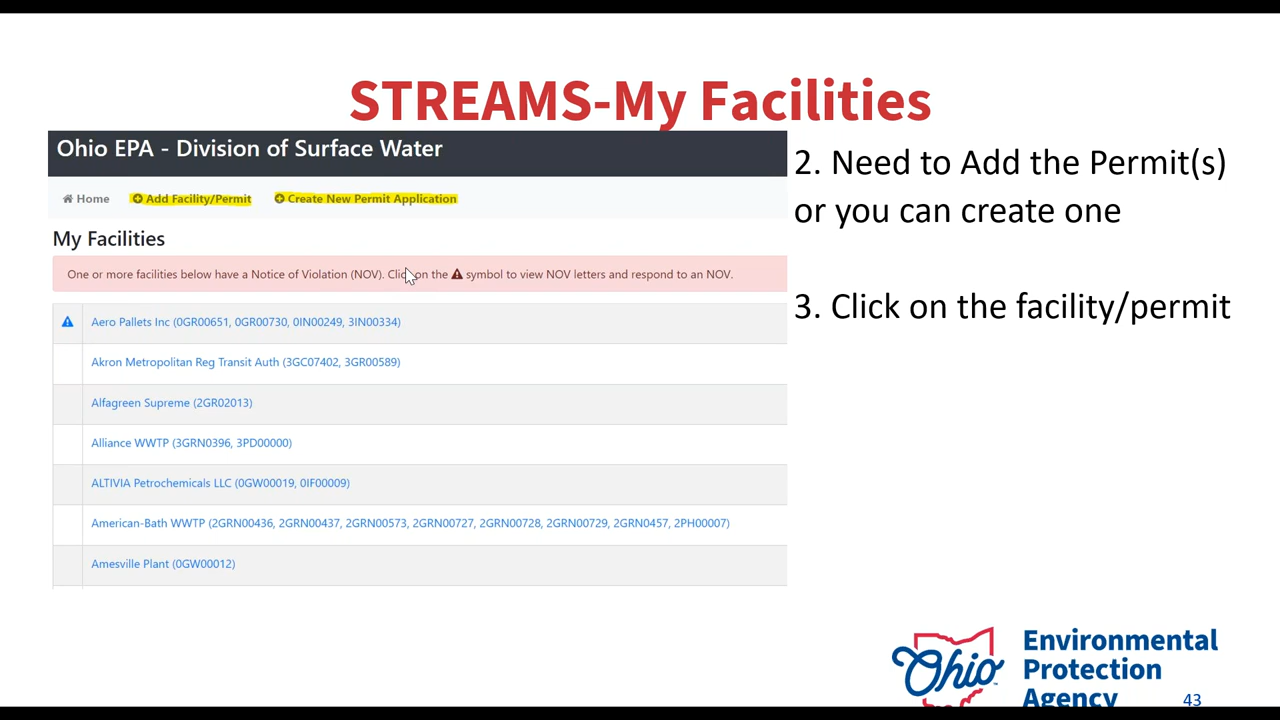 STREAMS-My Facilities
Ohio EPA - Division of Surface Water
Home Add Facility/Permit Create New Permit Application
My Facilities
One or more facilities below have a Notice of Violation (NOV). Click on the symbol to view NOV letters and respond to an NOV.
Aero Pallets Inc (0GR00651, 0GR00730, 0IN00249, 3IN00334)
Akron Metropolitan Reg Transit Auth (3GC07402, 3GR00589)
Alfagreen Supreme (2GR02013)
Alliance WWTP (3GRN0396, 3PD00000)
ALTIVIA Petrochemicals LLC (0GW00019, 0IF00009)
American-Bath WWTP (2GRN00436, 2GRN00437, 2GRN00573, 2GRN00727, 2GRN00728, 2GRN00729, 2GRN0457, 2PH00007)
Amesville Plant (0GW00012)
2. Need to Add the Permit(s)
or you can create one
3. Click on the facility/permit
Ohio
Environmental
Protection
Agency
43